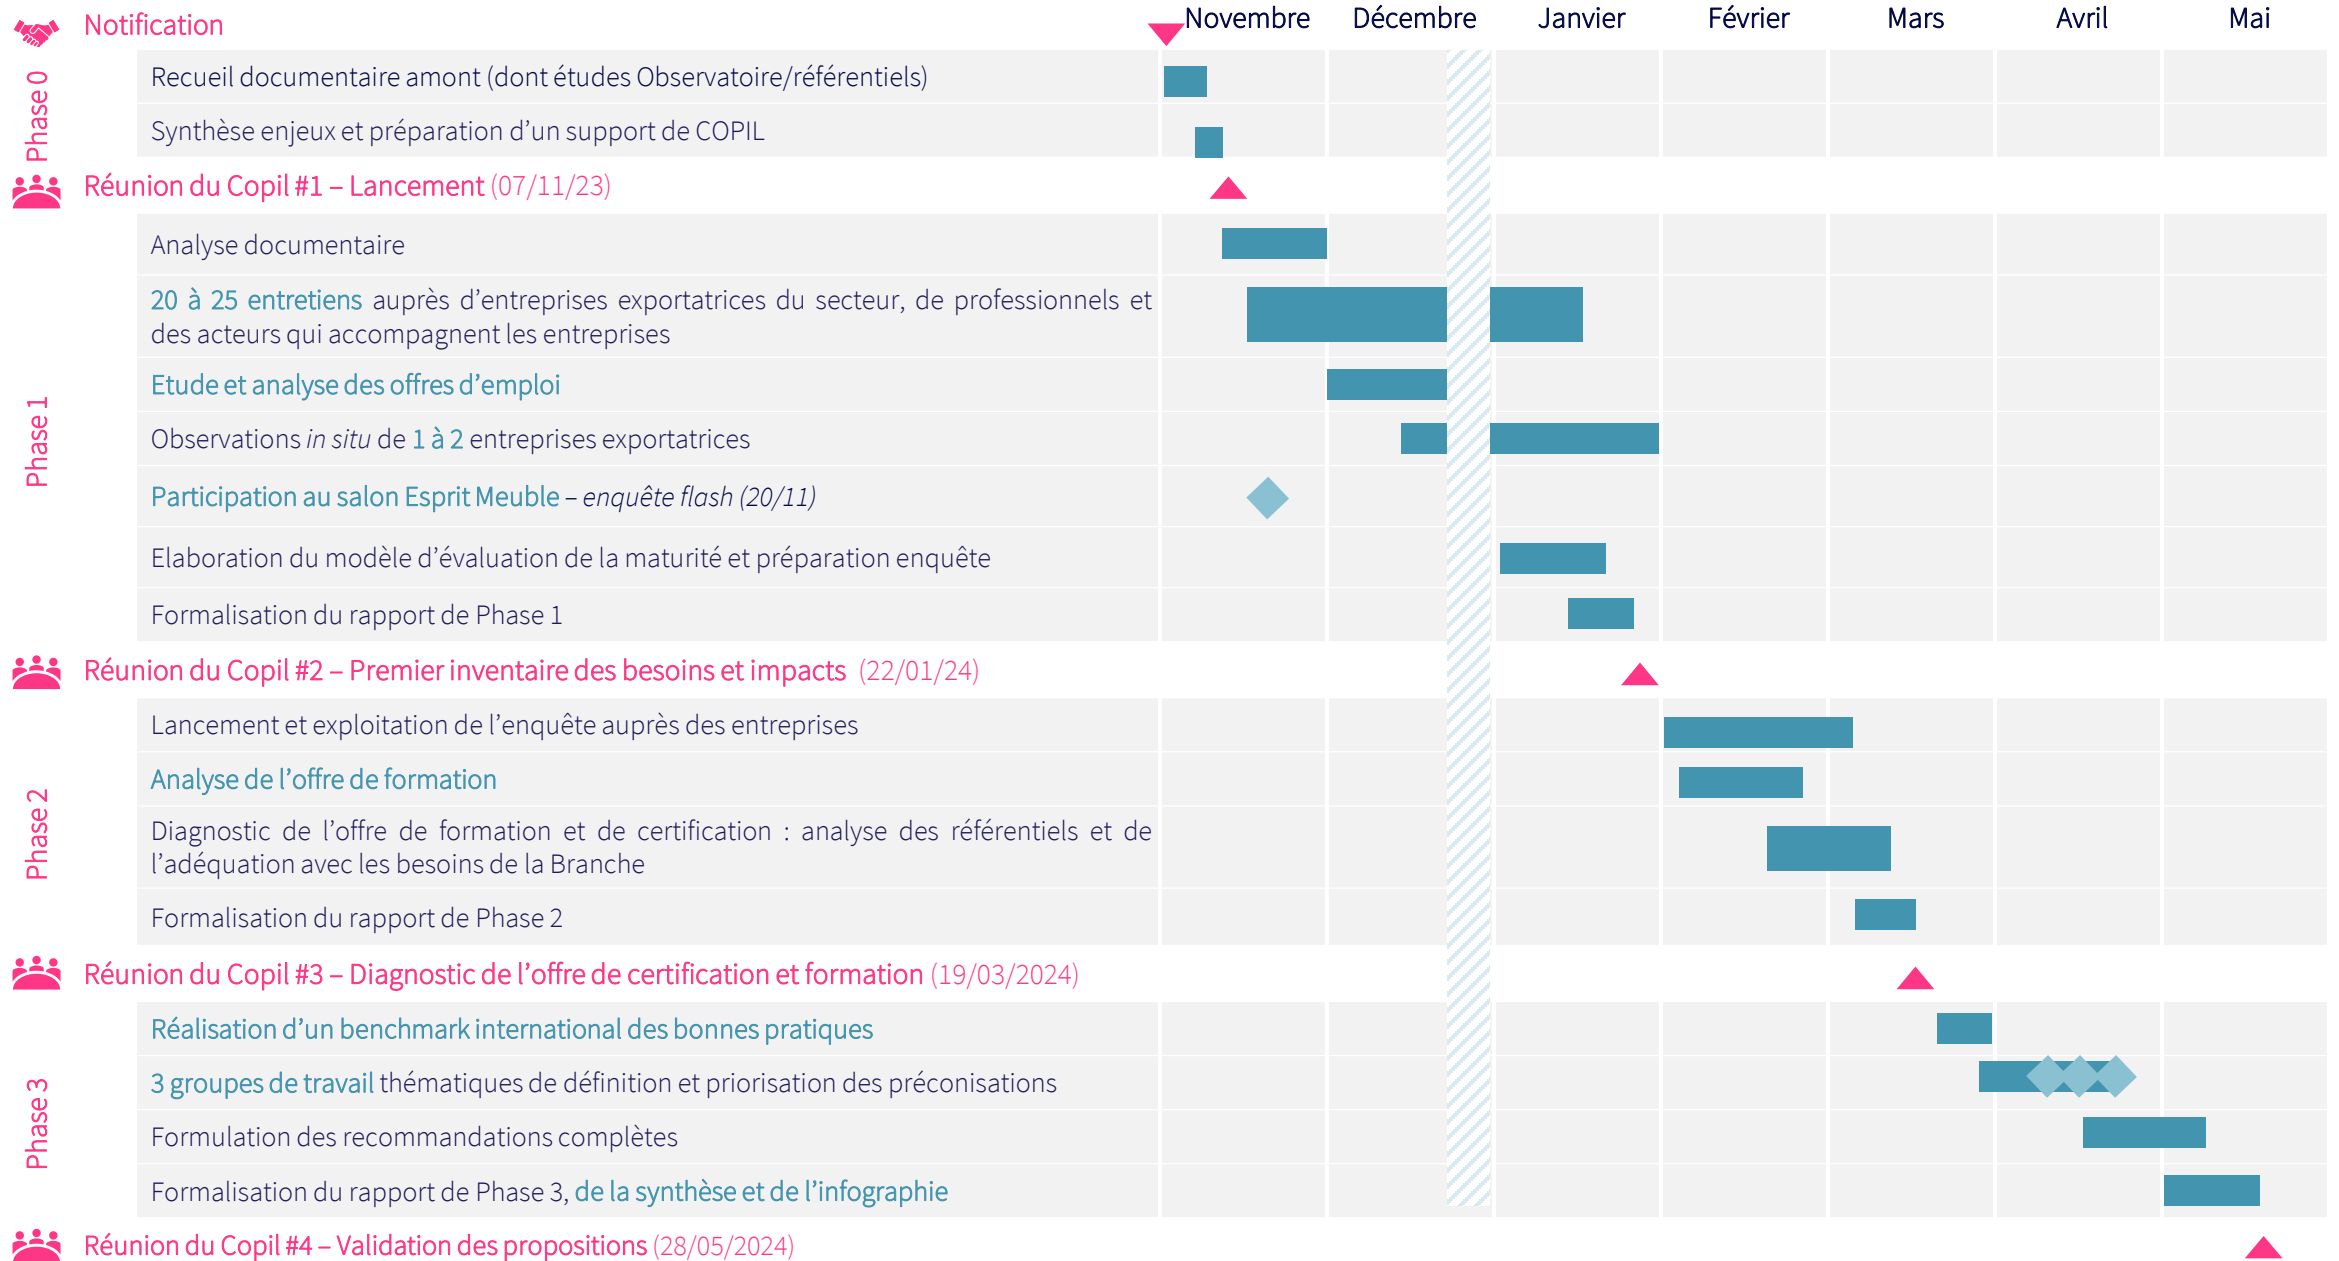 Notification
Novembre Décembre Janvier Février Mars Avril Mai
Phase 0
Recueil documentaire amont (dont études Observatoire/référentiels)
Synthèse enjeux et préparation d’un support de COPIL
Réunion du Copil #1 – Lancement (07/11/23)
Phase 1
Analyse documentaire
20 à 25 entretiens auprès d’entreprises exportatrices du secteur, de professionnels et
des acteurs qui accompagnent les entreprises
Etude et analyse des offres d’emploi
Observations in situ de 1 à 2 entreprises exportatrices
Participation au salon Esprit Meuble – enquête flash (20/11)
Elaboration du modèle d’évaluation de la maturité et préparation enquête
Formalisation du rapport de Phase 1
Réunion du Copil #2 – Premier inventaire des besoins et impacts (22/01/24)
Phase 2
Lancement et exploitation de l’enquête auprès des entreprises
Analyse de l’offre de formation
Diagnostic de l’offre de formation et de certification : analyse des référentiels et de
l’adéquation avec les besoins de la Branche
Formalisation du rapport de Phase 2
Réunion du Copil #3 – Diagnostic de l’offre de certification et formation (19/03/2024)
Phase 3
Réalisation d’un benchmark international des bonnes pratiques
3 groupes de travail thématiques de définition et priorisation des préconisations
Formulation des recommandations complètes
Formalisation du rapport de Phase 3, de la synthèse et de l’infographie
Réunion du Copil #4 – Validation des propositions (28/05/2024)